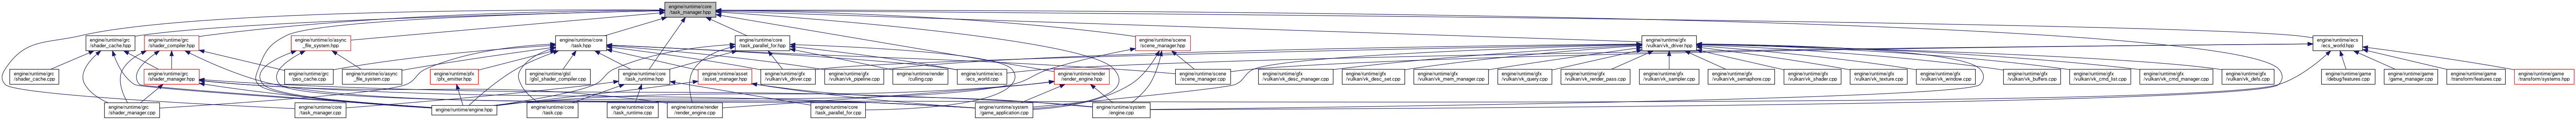 engine/runtime/core
/task_manager.hpp
engine/runtime/grc
/shader_cache.hpp
engine/runtime/grc
/shader_compiler.hpp
engine/runtime/io/async
_file_system.hpp
engine/runtime/core
/task.hpp
engine/runtime/core
/task_parallel_for.hpp
engine/runtime/scene
/scene_manager.hpp
engine/runtime/gfx
/vulkan/vk_driver.hpp
engine/runtime/ecs
/ecs_world.hpp
engine/runtime/grc
/shader_cache.cpp
engine/runtime/grc
/shader_manager.hpp
engine/runtime/grc
/pso_cache.cpp
engine/runtime/io/async
_file_system.cpp
engine/runtime/pfx
/pfx_emitter.hpp
engine/runtime/glsl
/glsl_shader_compiler.cpp
engine/runtime/core
/task_runtime.hpp
engine/runtime/asset
/asset_manager.hpp
engine/runtime/gfx
/vulkan/vk_driver.cpp
engine/runtime/gfx
/vulkan/vk_pipeline.cpp
engine/runtime/render
/culling.cpp
engine/runtime/ecs
/ecs_world.cpp
engine/runtime/render
/render_engine.hpp
engine/runtime/scene
/scene_manager.cpp
engine/runtime/gfx
/vulkan/vk_desc_manager.cpp
engine/runtime/gfx
/vulkan/vk_desc_set.cpp
engine/runtime/gfx
/vulkan/vk_mem_manager.cpp
engine/runtime/gfx
/vulkan/vk_query.cpp
engine/runtime/gfx
/vulkan/vk_render_pass.cpp
engine/runtime/gfx
/vulkan/vk_sampler.cpp
engine/runtime/gfx
/vulkan/vk_semaphore.cpp
engine/runtime/gfx
/vulkan/vk_shader.cpp
engine/runtime/gfx
/vulkan/vk_texture.cpp
engine/runtime/gfx
/vulkan/vk_window.cpp
engine/runtime/gfx
/vulkan/vk_buffers.cpp
engine/runtime/gfx
/vulkan/vk_cmd_list.cpp
engine/runtime/gfx
/vulkan/vk_cmd_manager.cpp
engine/runtime/gfx
/vulkan/vk_defs.cpp
engine/runtime/game
/debug/features.cpp
engine/runtime/game
/game_manager.cpp
engine/runtime/game
/transform/features.cpp
engine/runtime/game
/transform/systems.hpp
engine/runtime/grc
/shader_manager.cpp
engine/runtime/core
/task_manager.cpp
engine/runtime/engine.hpp
engine/runtime/core
/task.cpp
engine/runtime/core
/task_runtime.cpp
engine/runtime/render
/render_engine.cpp
engine/runtime/core
/task_parallel_for.cpp
engine/runtime/system
/game_application.cpp
engine/runtime/system
/engine.cpp